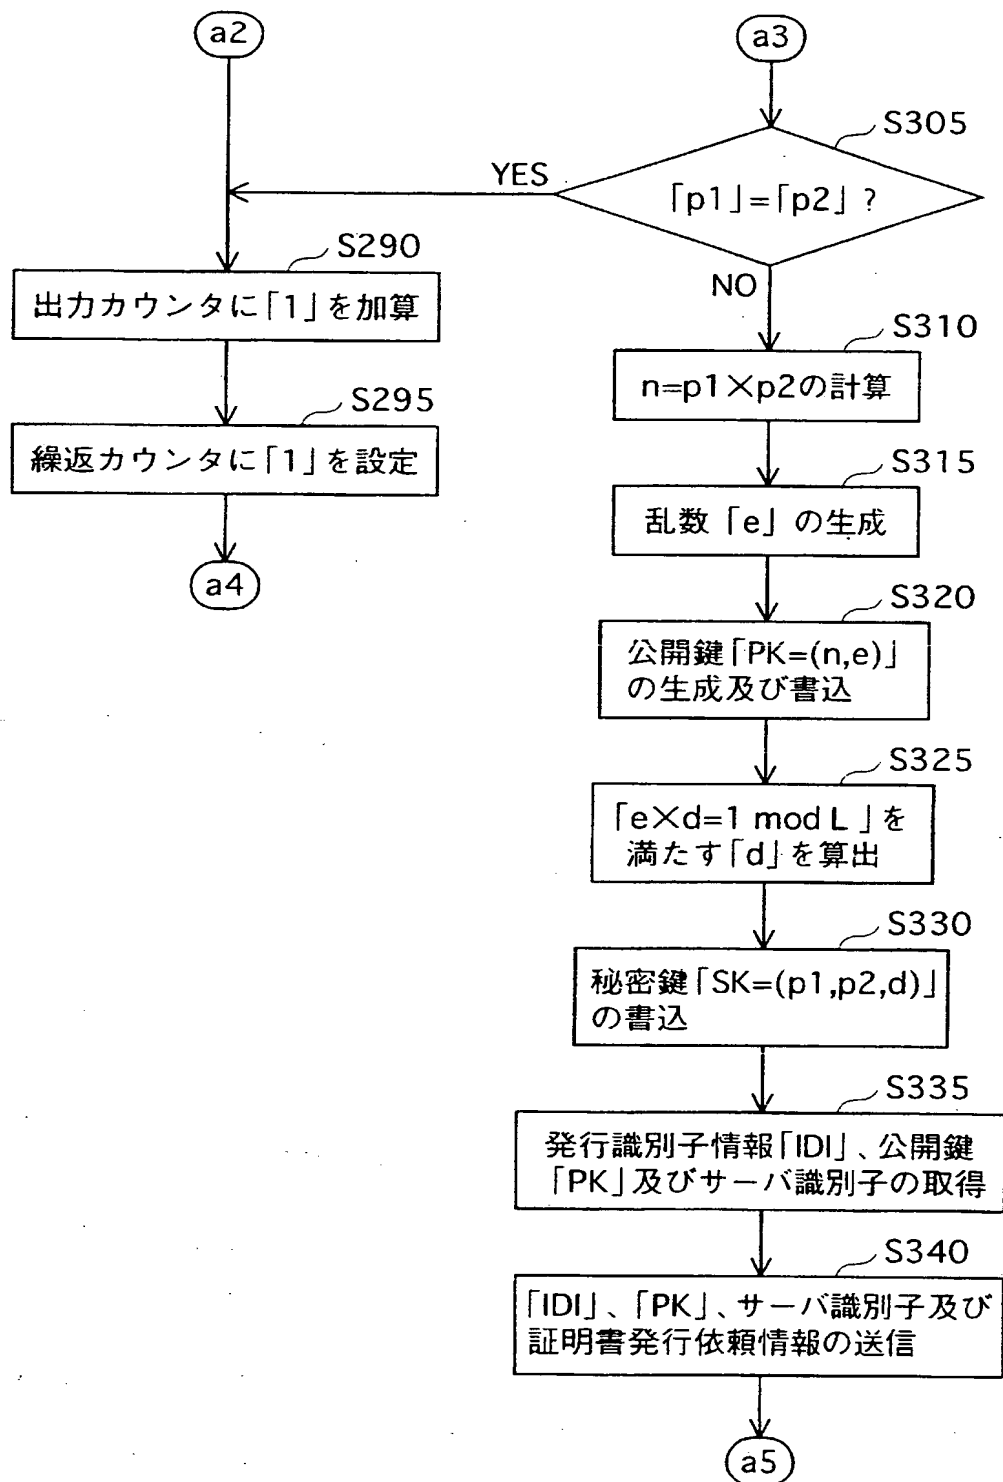 a2
a3
S305
YES
「p1」=「p2」?
S290
NO
出力カウンタに「1」を加算
S310
n=p1×p2の計算
S295
繰返カウンタに「1」を設定
S315
乱数「e」の生成
a4
S320
公開鍵「PK=(n,e)」
の生成及び書込
S325
「e×d=1 mod L」を
満たす「d」を算出
S330
秘密鍵「SK=(p1,p2,d)」
の書込
S335
発行識別子情報「IDI」、公開鍵
「PK」及びサーバ識別子の取得
S340
「IDI」、「PK」、サーバ識別子及び
証明書発行依頼情報の送信
a5